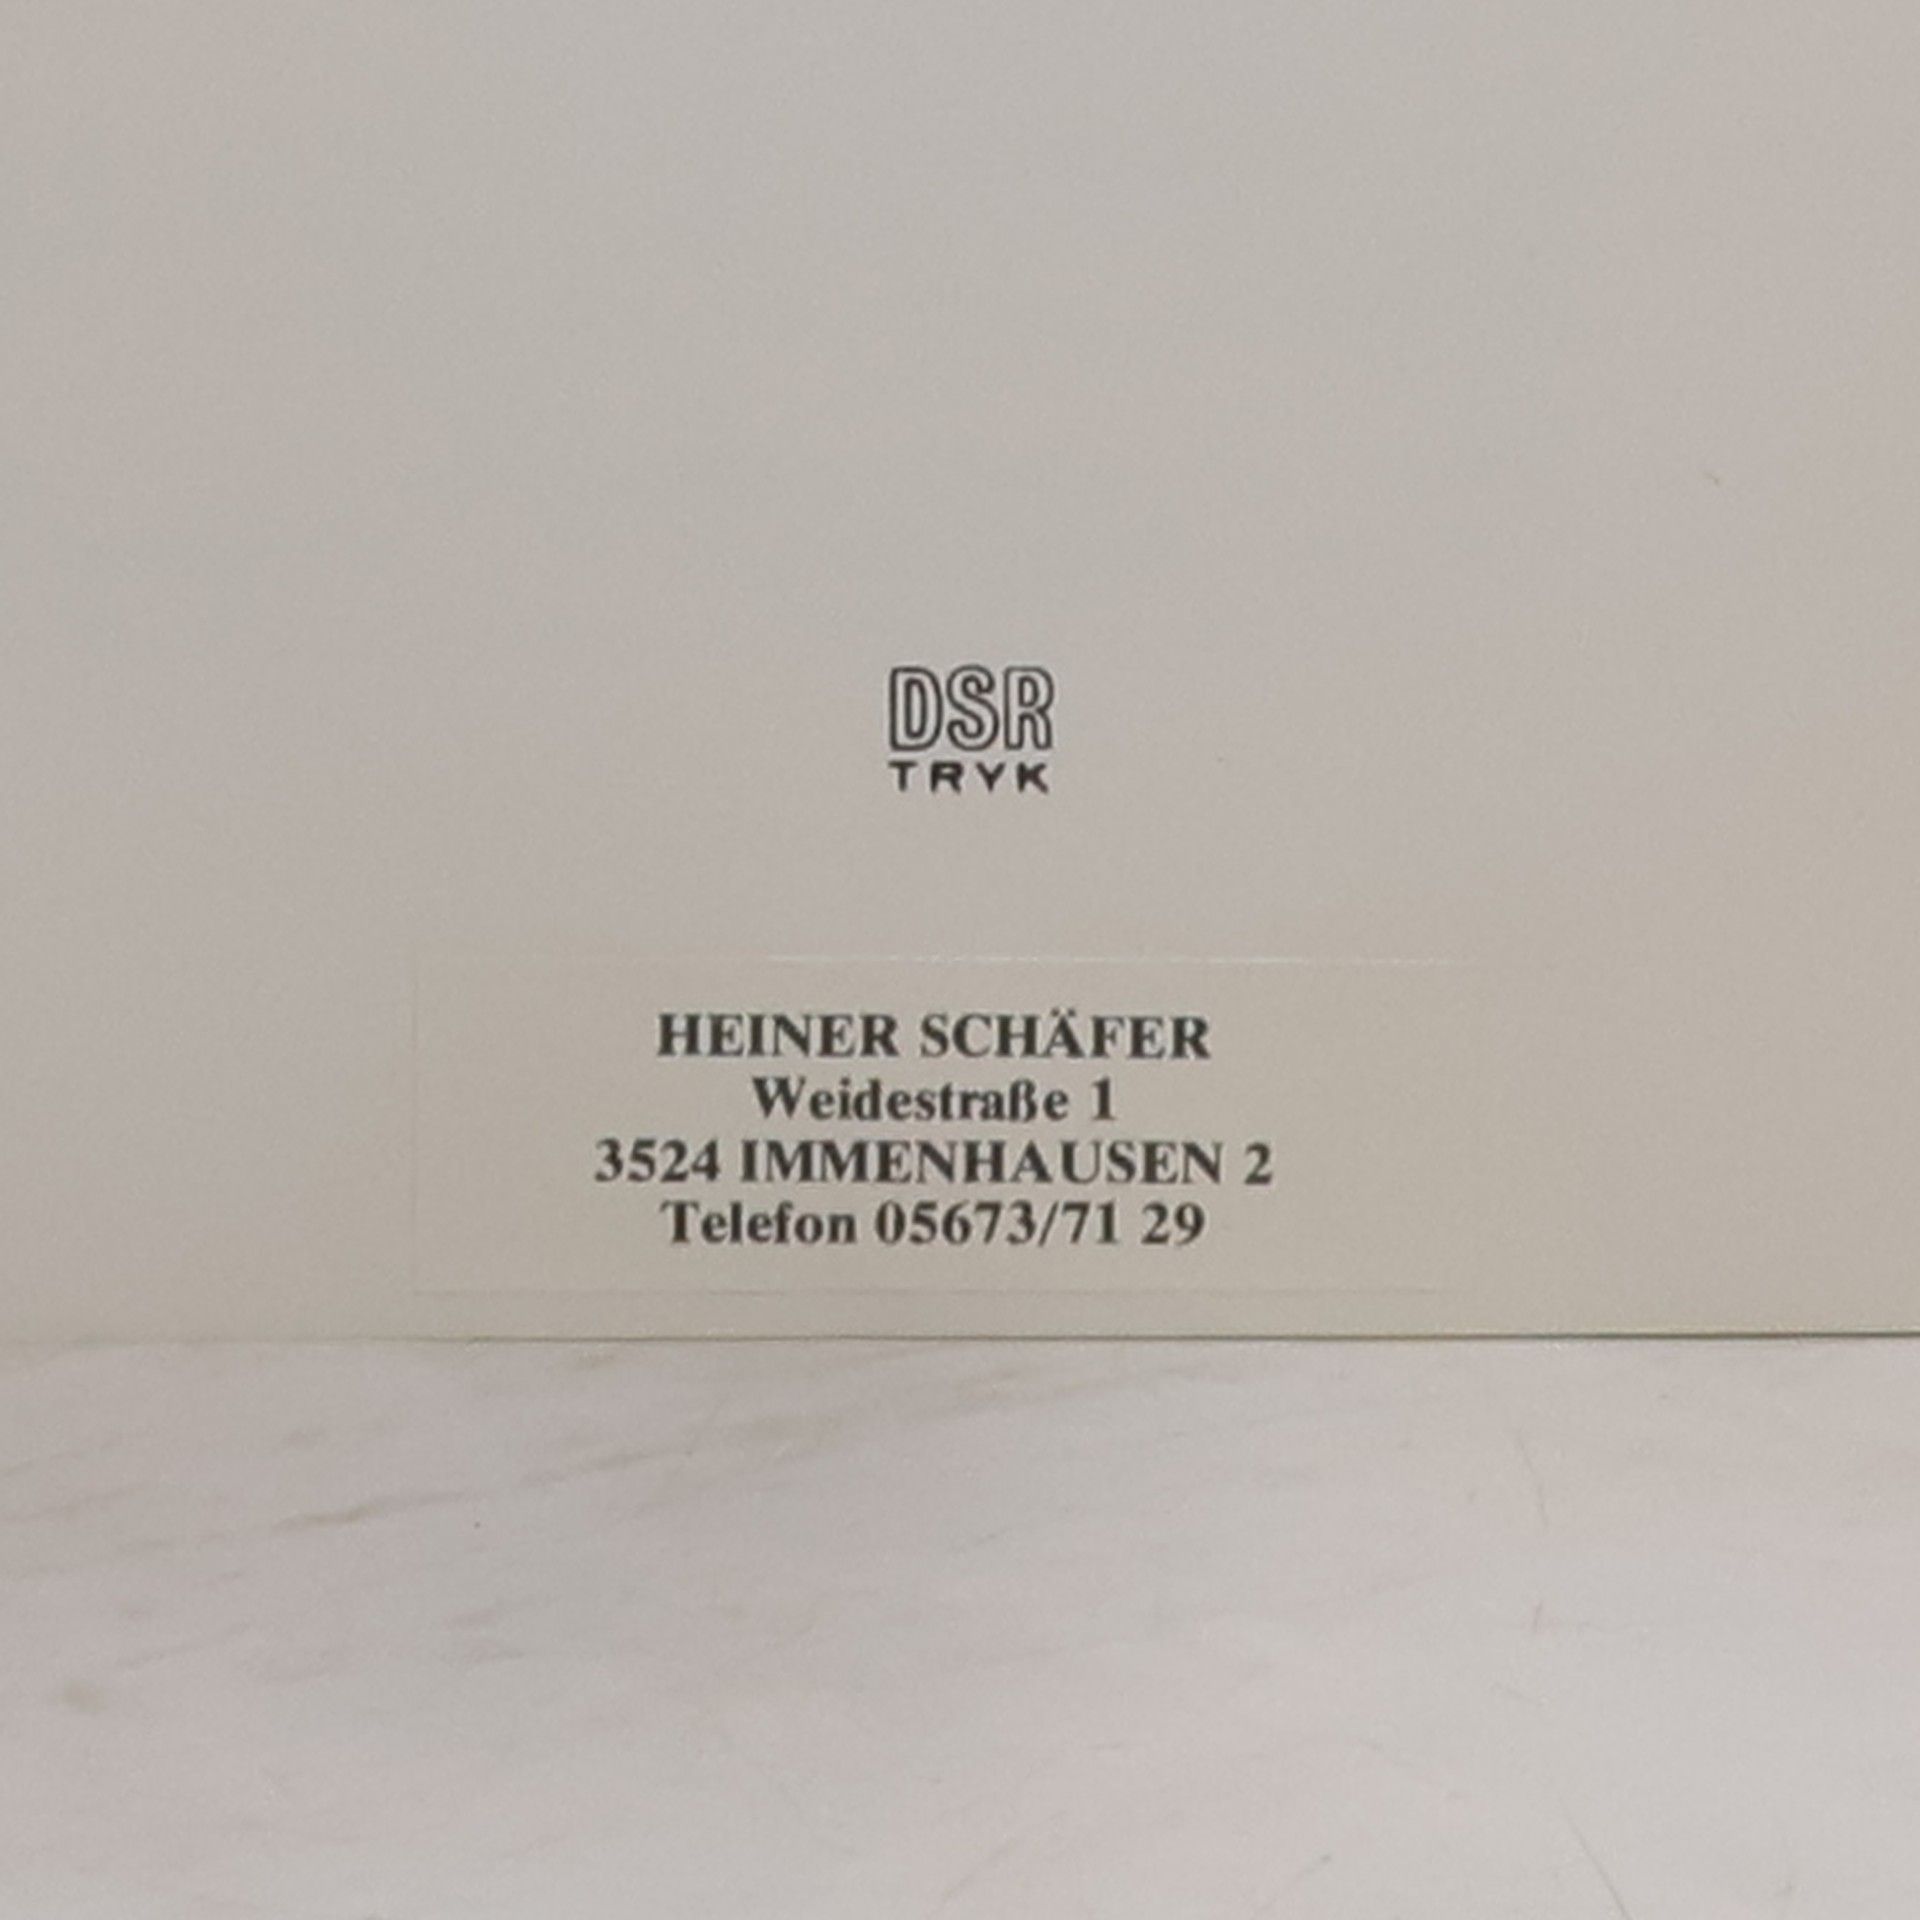 DSR
TRYK
HEINER SCHÄFER
Weidestraße 1
3524 IMMENHAUSEN 2
Telefon 05673/71 29